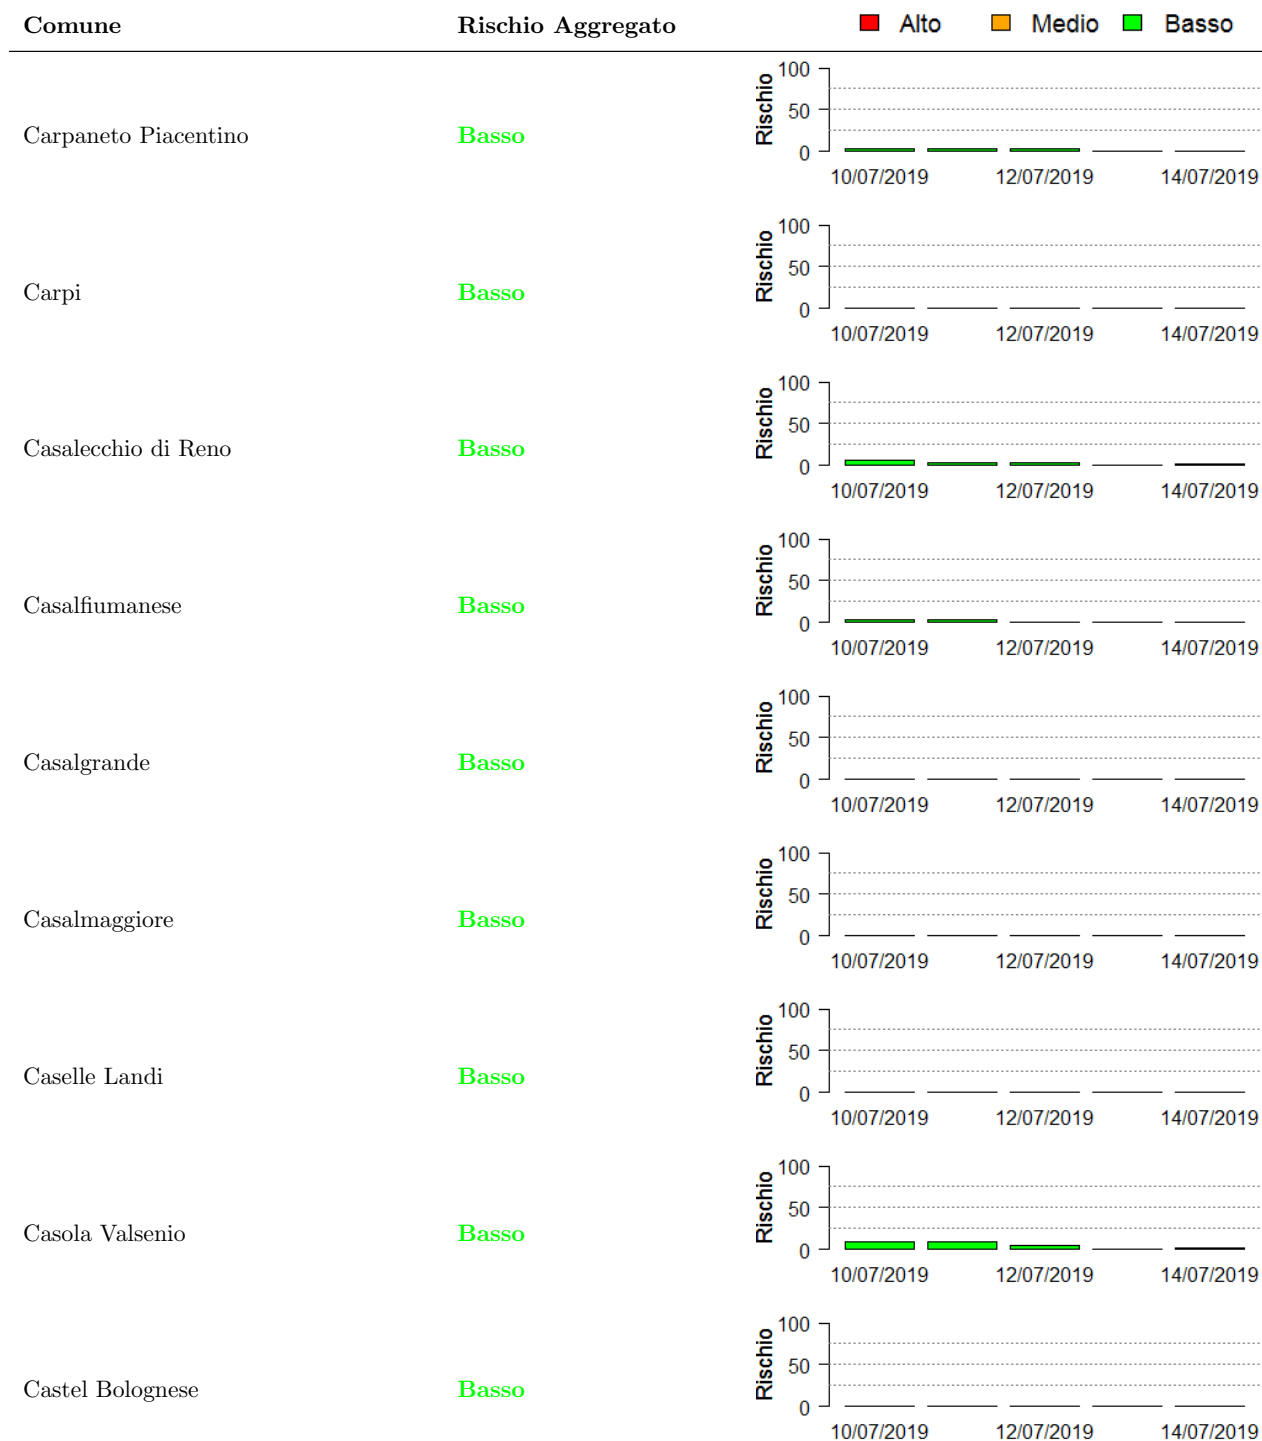 Comune Rischio Aggregato Alto Medio Basso
Carpaneto Piacentino Basso
Rischio
100
50
0
10/07/2019 12/07/2019 14/07/2019
Carpi Basso
Rischio
100
50
0
10/07/2019 12/07/2019 14/07/2019
Casalecchio di Reno Basso
Rischio
100
50
0
10/07/2019 12/07/2019 14/07/2019
Casalfiumanese Basso
Rischio
100
50
0
10/07/2019 12/07/2019 14/07/2019
Casalgrande Basso
Rischio
100
50
0
10/07/2019 12/07/2019 14/07/2019
Casalmaggiore Basso
Rischio
100
50
0
10/07/2019 12/07/2019 14/07/2019
Caselle Landi Basso
Rischio
100
50
0
10/07/2019 12/07/2019 14/07/2019
Casola Valsenio Basso
Rischio
100
50
0
10/07/2019 12/07/2019 14/07/2019
Castel Bolognese Basso
Rischio
100
50
0
10/07/2019 12/07/2019 14/07/2019